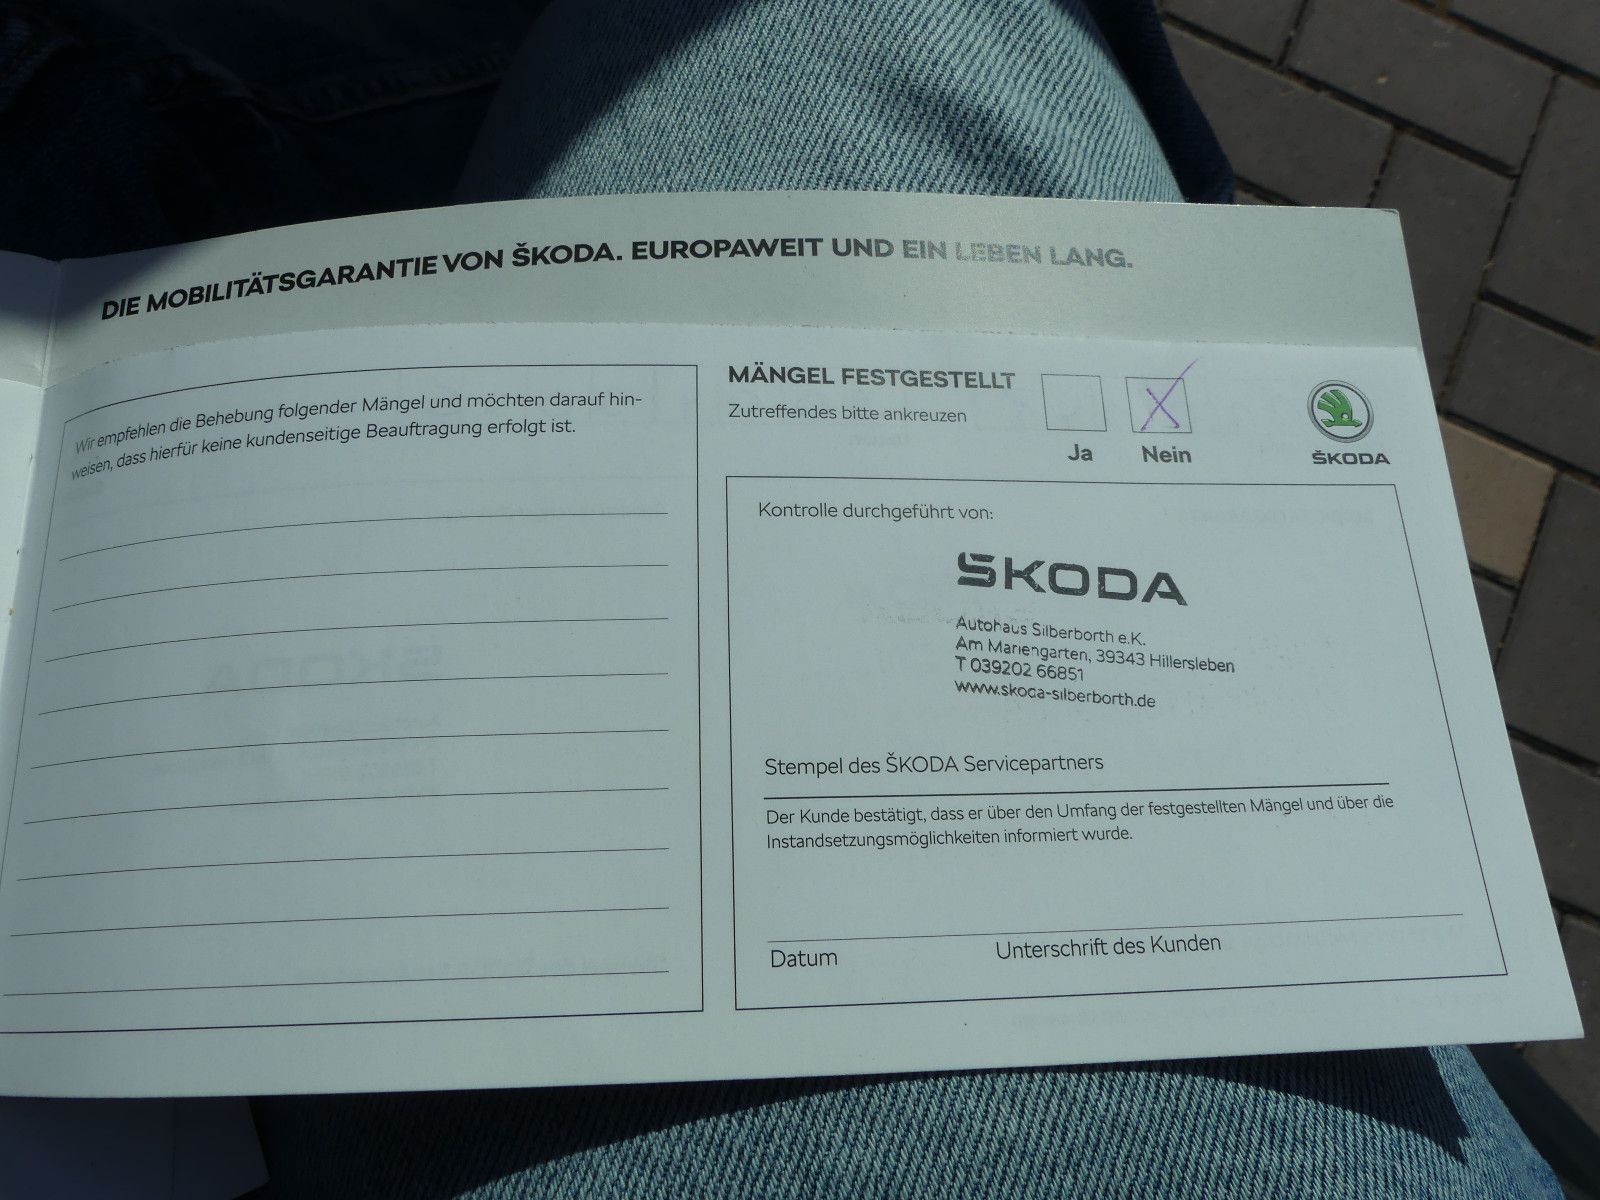 DIE MOBILITÄTSGARANTIE VON ŠKODA. EUROPAWEIT UND EIN LEBEN LANG.
Wir empfehlen die Behebung folgender Mängel und möchten darauf hin-
weisen, dass hierfür keine kundenseitige Beauftragung erfolgt ist.
MÄNGEL FESTGESTELLT
Zutreffendes bitte ankreuzen
Ja
Nein
ŠKODA
Kontrolle durchgeführt von:
ŠKODA
Autohaus Silberborth e.K.
Am Mariengarten, 39343 Hillersleben
T 039202 66851
www.skoda-silberborth.de
Stempel des ŠKODA Servicepartners
Der Kunde bestätigt, dass er über den Umfang der festgestellten Mängel und über die
Instandsetzungsmöglichkeiten informiert wurde.
Datum
Unterschrift des Kunden